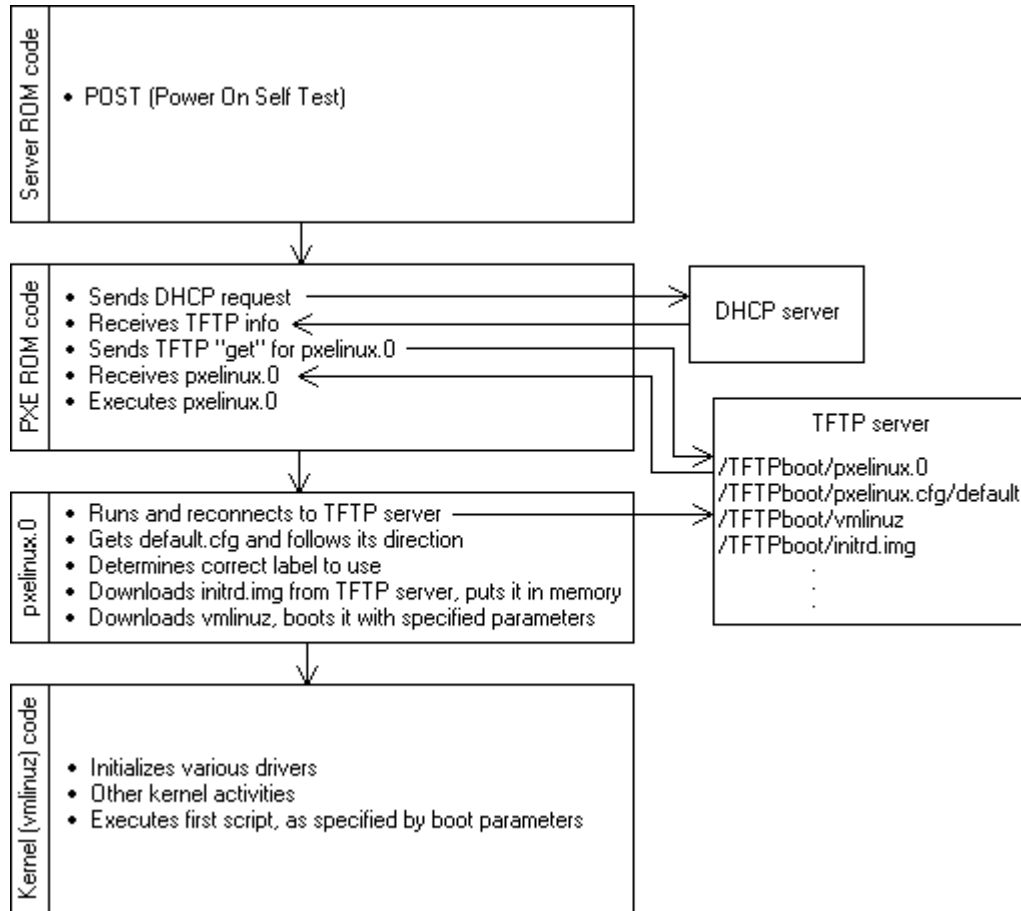 Server ROM code
• POST (Power On Self Test)
PXE ROM code
• Sends DHCP request
• Receives TFTP info
• Sends TFTP "get" for pxelinux.0
• Receives pxelinux.0
• Executes pxelinux.0
DHCP server
TFTP server
/TFTPboot/pxelinux.0
/TFTPboot/pxelinux.cfg/default
/TFTPboot/vmlinuz
/TFTPboot/initrd.img
.
.
.
pxelinux.0
• Runs and reconnects to TFTP server
• Gets default.cfg and follows its direction
• Determines correct label to use
• Downloads initrd.img from TFTP server, puts it in memory
• Downloads vmlinuz, boots it with specified parameters
Kernel (vmlinuz) code
• Initializes various drivers
• Other kernel activities
• Executes first script, as specified by boot parameters